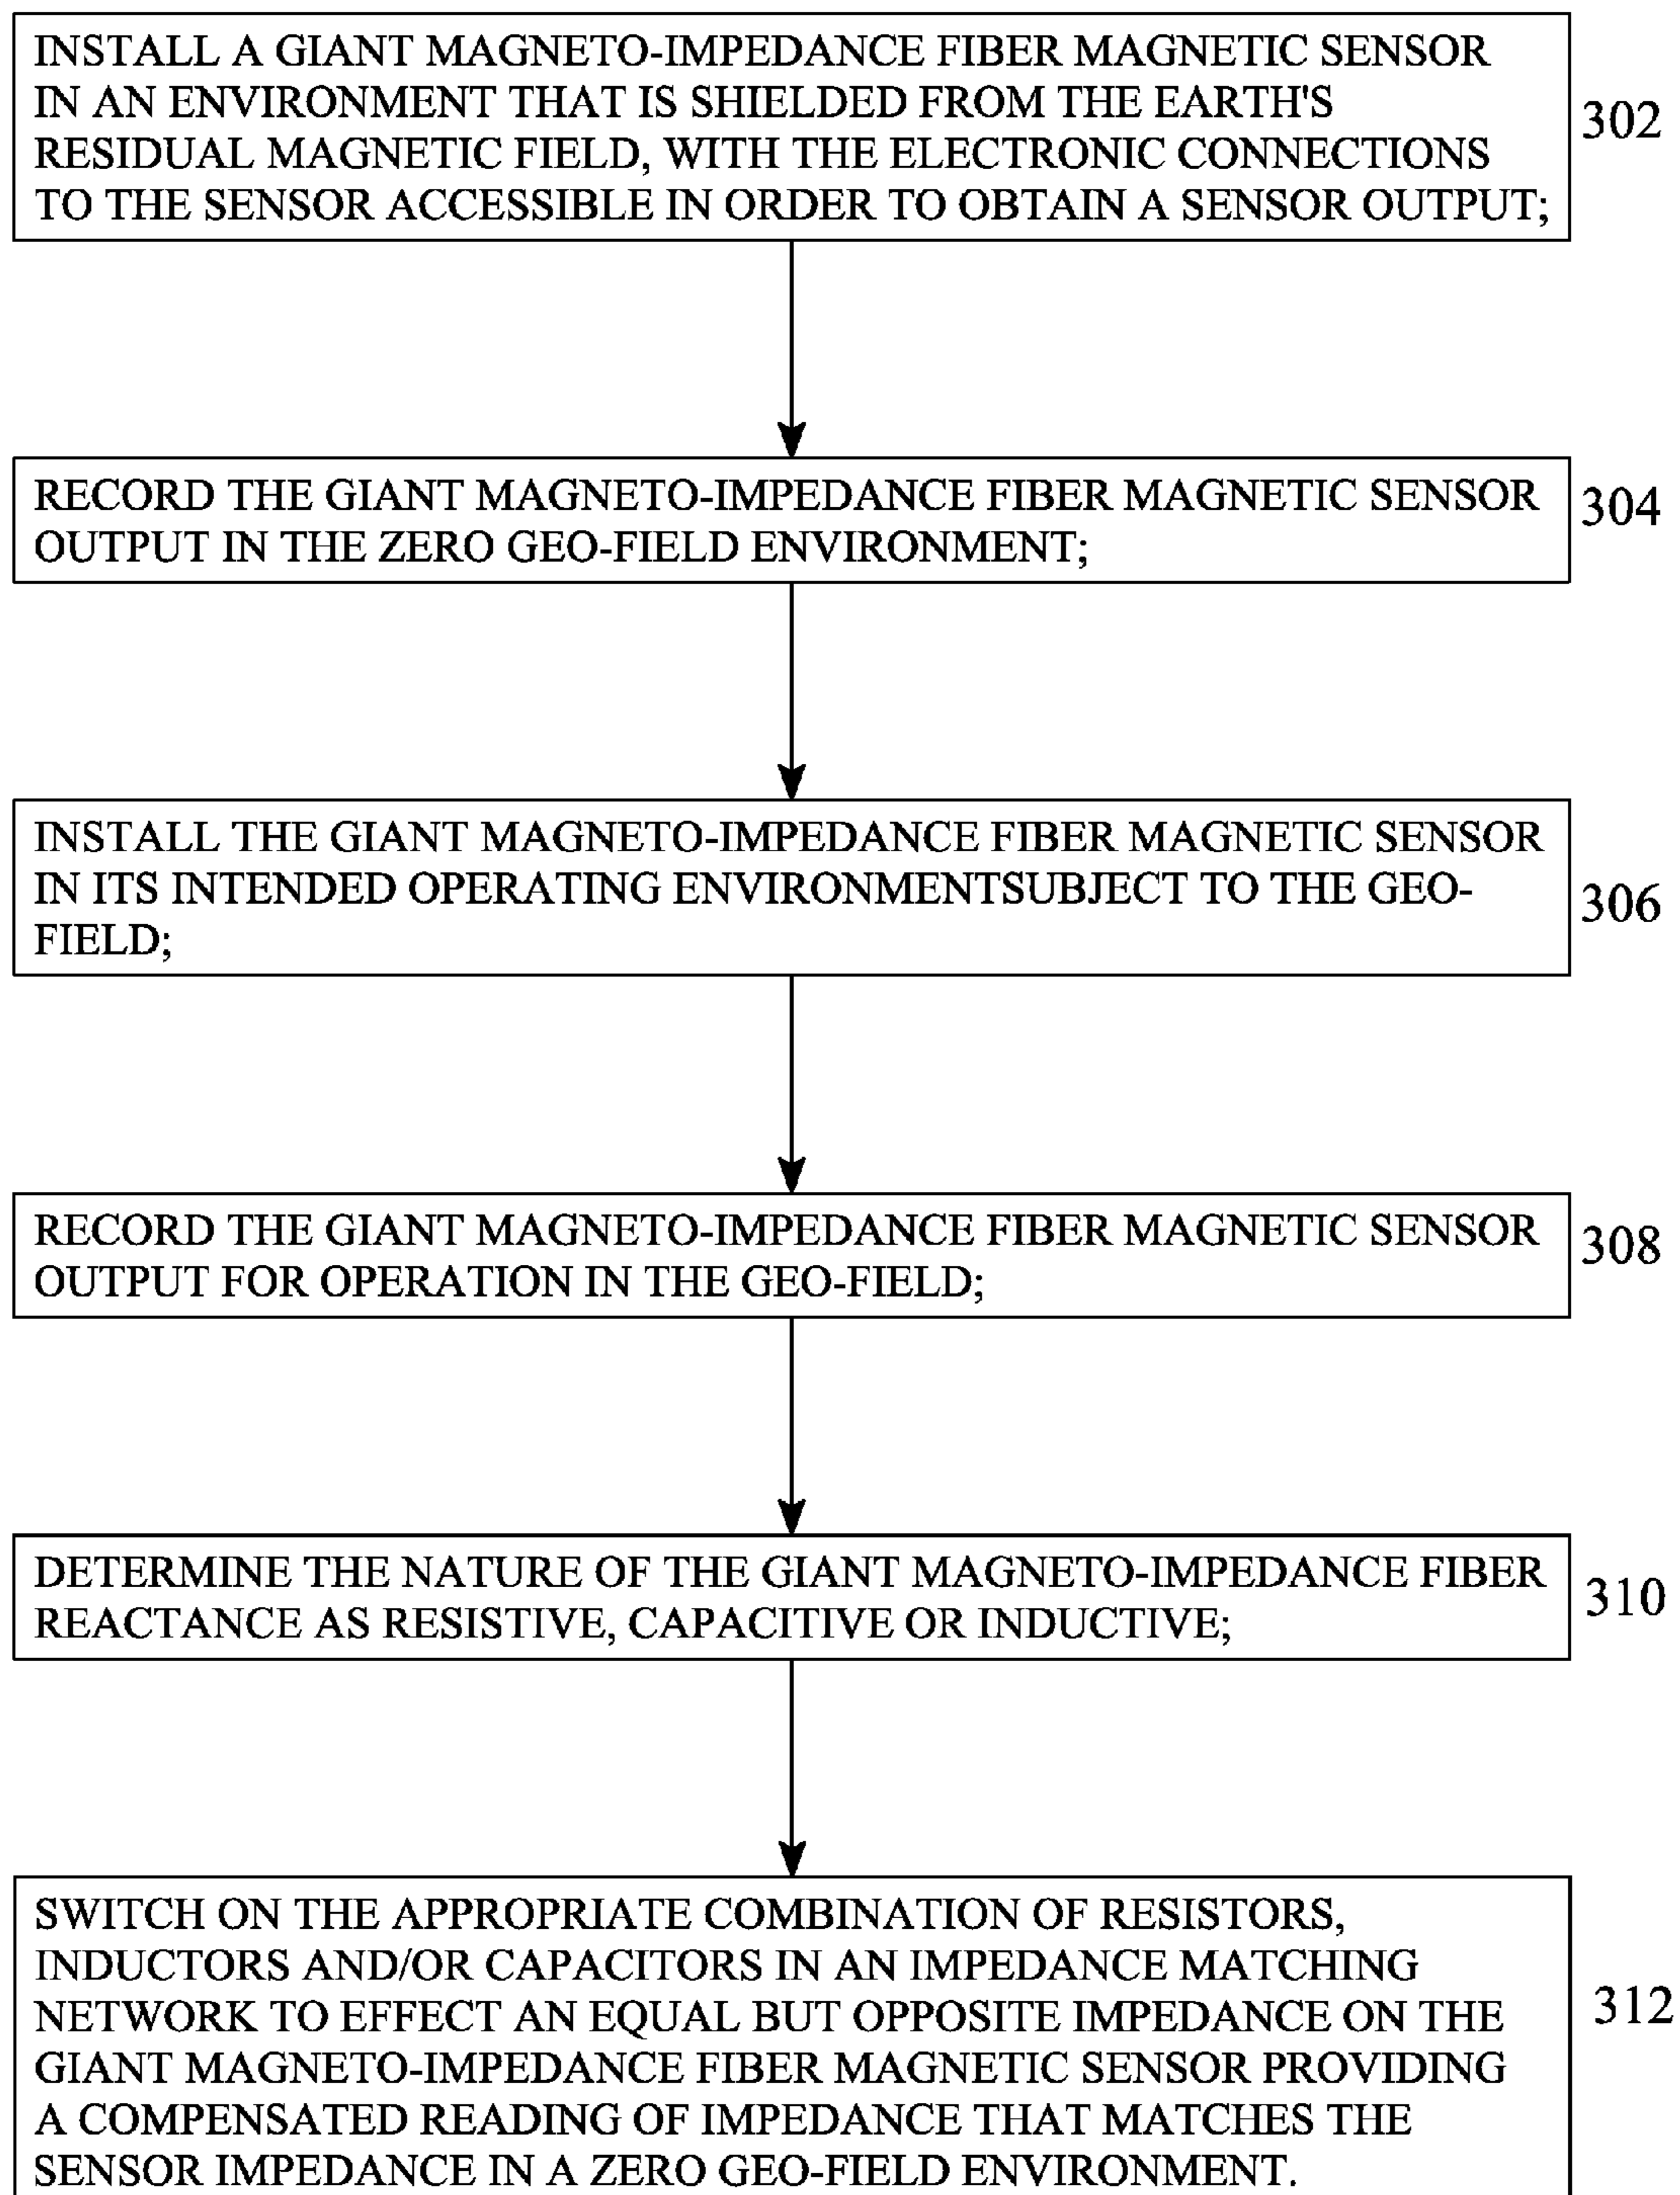 INSTALL A GIANT MAGNETO-IMPEDANCE FIBER MAGNETIC SENSOR
IN AN ENVIRONMENT THAT IS SHIELDED FROM THE EARTH'S
RESIDUAL MAGNETIC FIELD, WITH THE ELECTRONIC CONNECTIONS
TO THE SENSOR ACCESSIBLE IN ORDER TO OBTAIN A SENSOR OUTPUT;
302
RECORD THE GIANT MAGNETO-IMPEDANCE FIBER MAGNETIC SENSOR
OUTPUT IN THE ZERO GEO-FIELD ENVIRONMENT;
304
INSTALL THE GIANT MAGNETO-IMPEDANCE FIBER MAGNETIC SENSOR
IN ITS INTENDED OPERATING ENVIRONMENTSUBJECT TO THE GEO-
FIELD;
306
RECORD THE GIANT MAGNETO-IMPEDANCE FIBER MAGNETIC SENSOR
OUTPUT FOR OPERATION IN THE GEO-FIELD;
308
DETERMINE THE NATURE OF THE GIANT MAGNETO-IMPEDANCE FIBER
REACTANCE AS RESISTIVE, CAPACITIVE OR INDUCTIVE;
310
SWITCH ON THE APPROPRIATE COMBINATION OF RESISTORS,
INDUCTORS AND/OR CAPACITORS IN AN IMPEDANCE MATCHING
NETWORK TO EFFECT AN EQUAL BUT OPPOSITE IMPEDANCE ON THE
GIANT MAGNETO-IMPEDANCE FIBER MAGNETIC SENSOR PROVIDING
A COMPENSATED READING OF IMPEDANCE THAT MATCHES THE
SENSOR IMPEDANCE IN A ZERO GEO-FIELD ENVIRONMENT.
312